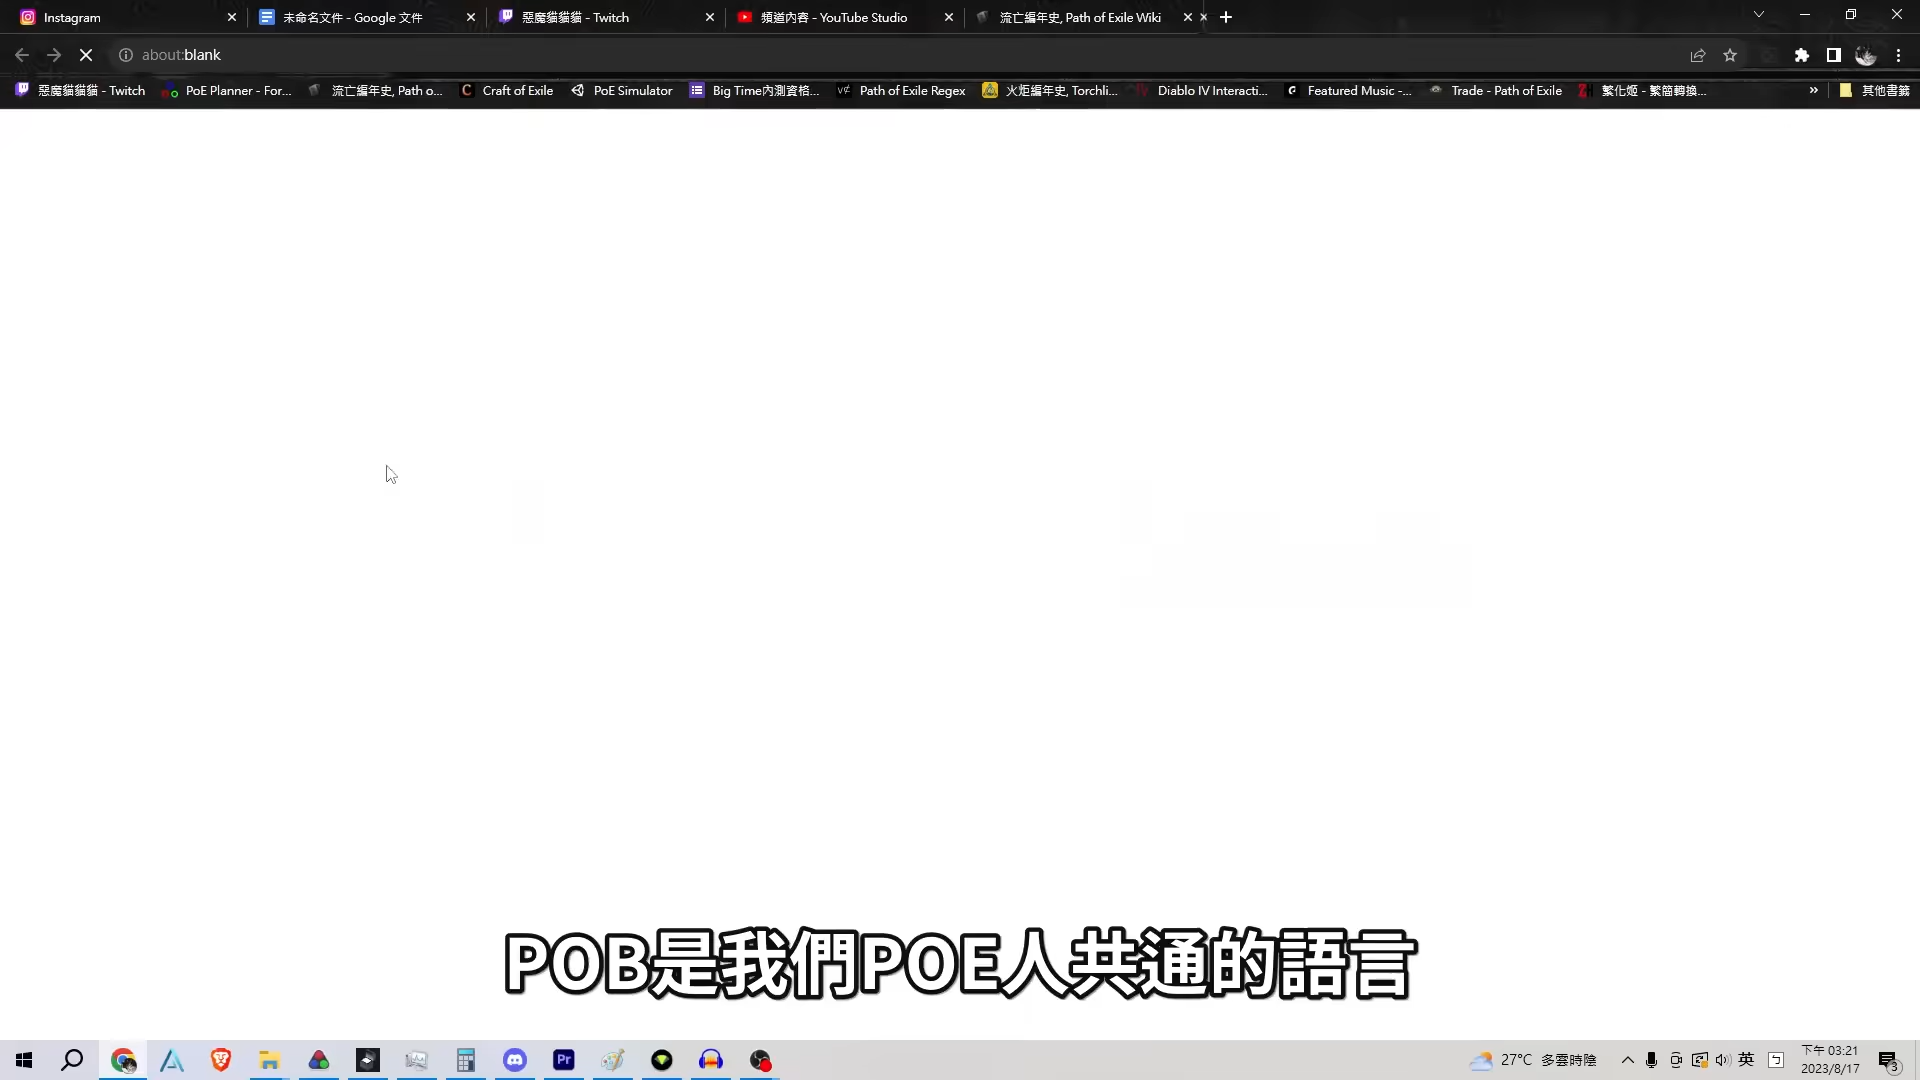 Instagram
未命名文件 - Google 文件
惡魔貓貓貓 - Twitch
頻道內容 - YouTube Studio
流亡編年史, Path of Exile Wiki
about:blank
惡魔貓貓貓 - Twitch
PoE Planner - For...
流亡編年史, Path o...
Craft of Exile
PoE Simulator
Big Time內測資格...
Path of Exile Regex
火炬編年史, Torchli...
Diablo IV Interacti...
Featured Music -...
Trade - Path of Exile
繁化姬 - 繁簡轉換...
其他書籤
POB是我們POE人共通的語言
27°C 多雲時陰
英
下午 03:21
2023/8/17
3